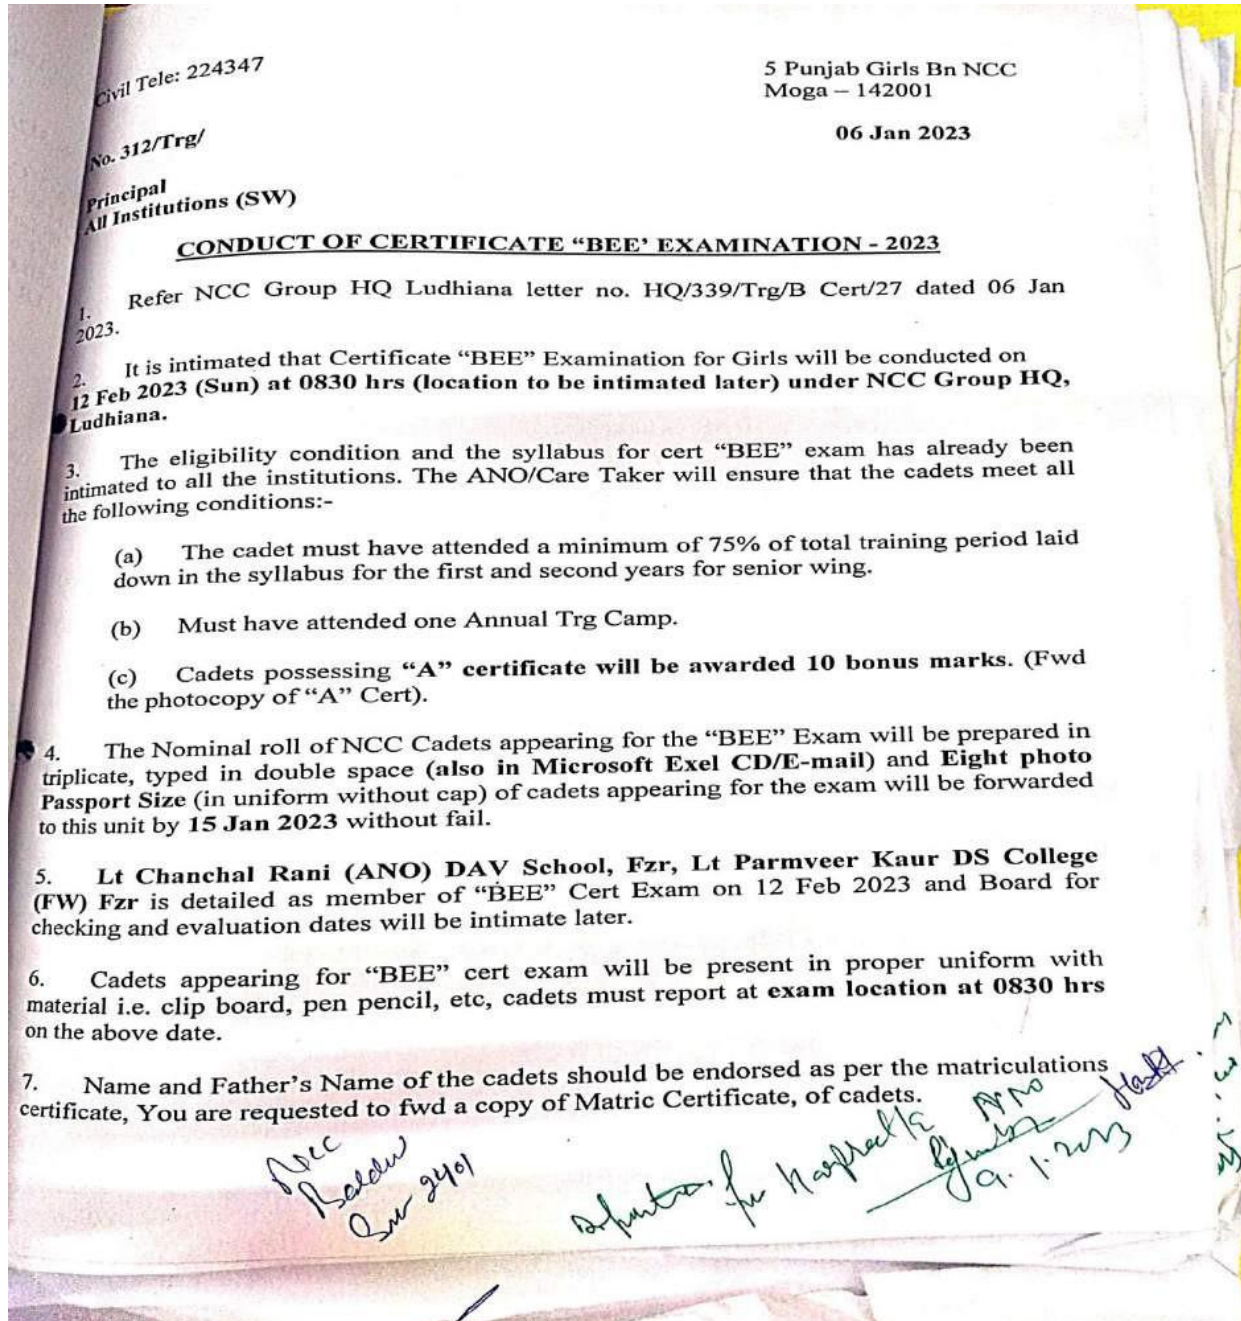 Civil Tele: 224347
5 Punjab Girls Bn NCC
Moga – 142001
06 Jan 2023
No. 312/Trg/
Principal
All Institutions (SW)
CONDUCT OF CERTIFICATE “BEE’ EXAMINATION - 2023
1. Refer NCC Group HQ Ludhiana letter no. HQ/339/Trg/B Cert/27 dated 06 Jan
2023.
2. It is intimated that Certificate “BEE” Examination for Girls will be conducted on
12 Feb 2023 (Sun) at 0830 hrs (location to be intimated later) under NCC Group HQ,
Ludhiana.
3. The eligibility condition and the syllabus for cert “BEE” exam has already been
intimated to all the institutions. The ANO/Care Taker will ensure that the cadets meet all
the following conditions:-
(a) The cadet must have attended a minimum of 75% of total training period laid
down in the syllabus for the first and second years for senior wing.
(b) Must have attended one Annual Trg Camp.
(c) Cadets possessing “A” certificate will be awarded 10 bonus marks. (Fwd
the photocopy of “A” Cert).
4. The Nominal roll of NCC Cadets appearing for the “BEE” Exam will be prepared in
triplicate, typed in double space (also in Microsoft Exel CD/E-mail) and Eight photo
Passport Size (in uniform without cap) of cadets appearing for the exam will be forwarded
to this unit by 15 Jan 2023 without fail.
5. Lt Chanchal Rani (ANO) DAV School, Fzr, Lt Parmveer Kaur DS College
(FW) Fzr is detailed as member of “BEE” Cert Exam on 12 Feb 2023 and Board for
checking and evaluation dates will be intimate later.
6. Cadets appearing for “BEE” cert exam will be present in proper uniform with
material i.e. clip board, pen pencil, etc, cadets must report at exam location at 0830 hrs
on the above date.
7. Name and Father’s Name of the cadets should be endorsed as per the matriculations
certificate, You are requested to fwd a copy of Matric Certificate, of cadets.
NCC
2401
ANO
9.1.2023